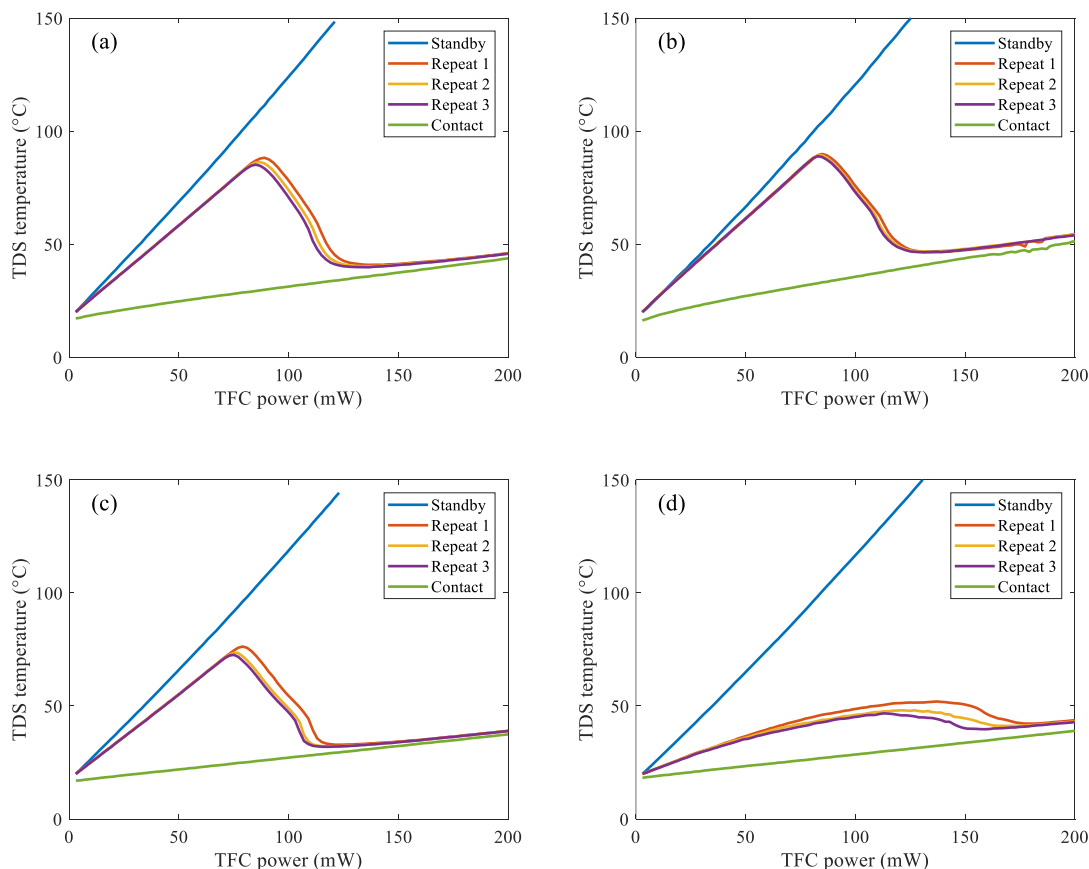 (a)
150
100
50
0
TDS temperature (°C)
Standby
Repeat 1
Repeat 2
Repeat 3
Contact
0 50 100 150 200
TFC power (mW)
(b)
150
100
50
0
TDS temperature (°C)
Standby
Repeat 1
Repeat 2
Repeat 3
Contact
0 50 100 150 200
TFC power (mW)
(c)
150
100
50
0
TDS temperature (°C)
Standby
Repeat 1
Repeat 2
Repeat 3
Contact
0 50 100 150 200
TFC power (mW)
(d)
150
100
50
0
TDS temperature (°C)
Standby
Repeat 1
Repeat 2
Repeat 3
Contact
0 50 100 150 200
TFC power (mW)